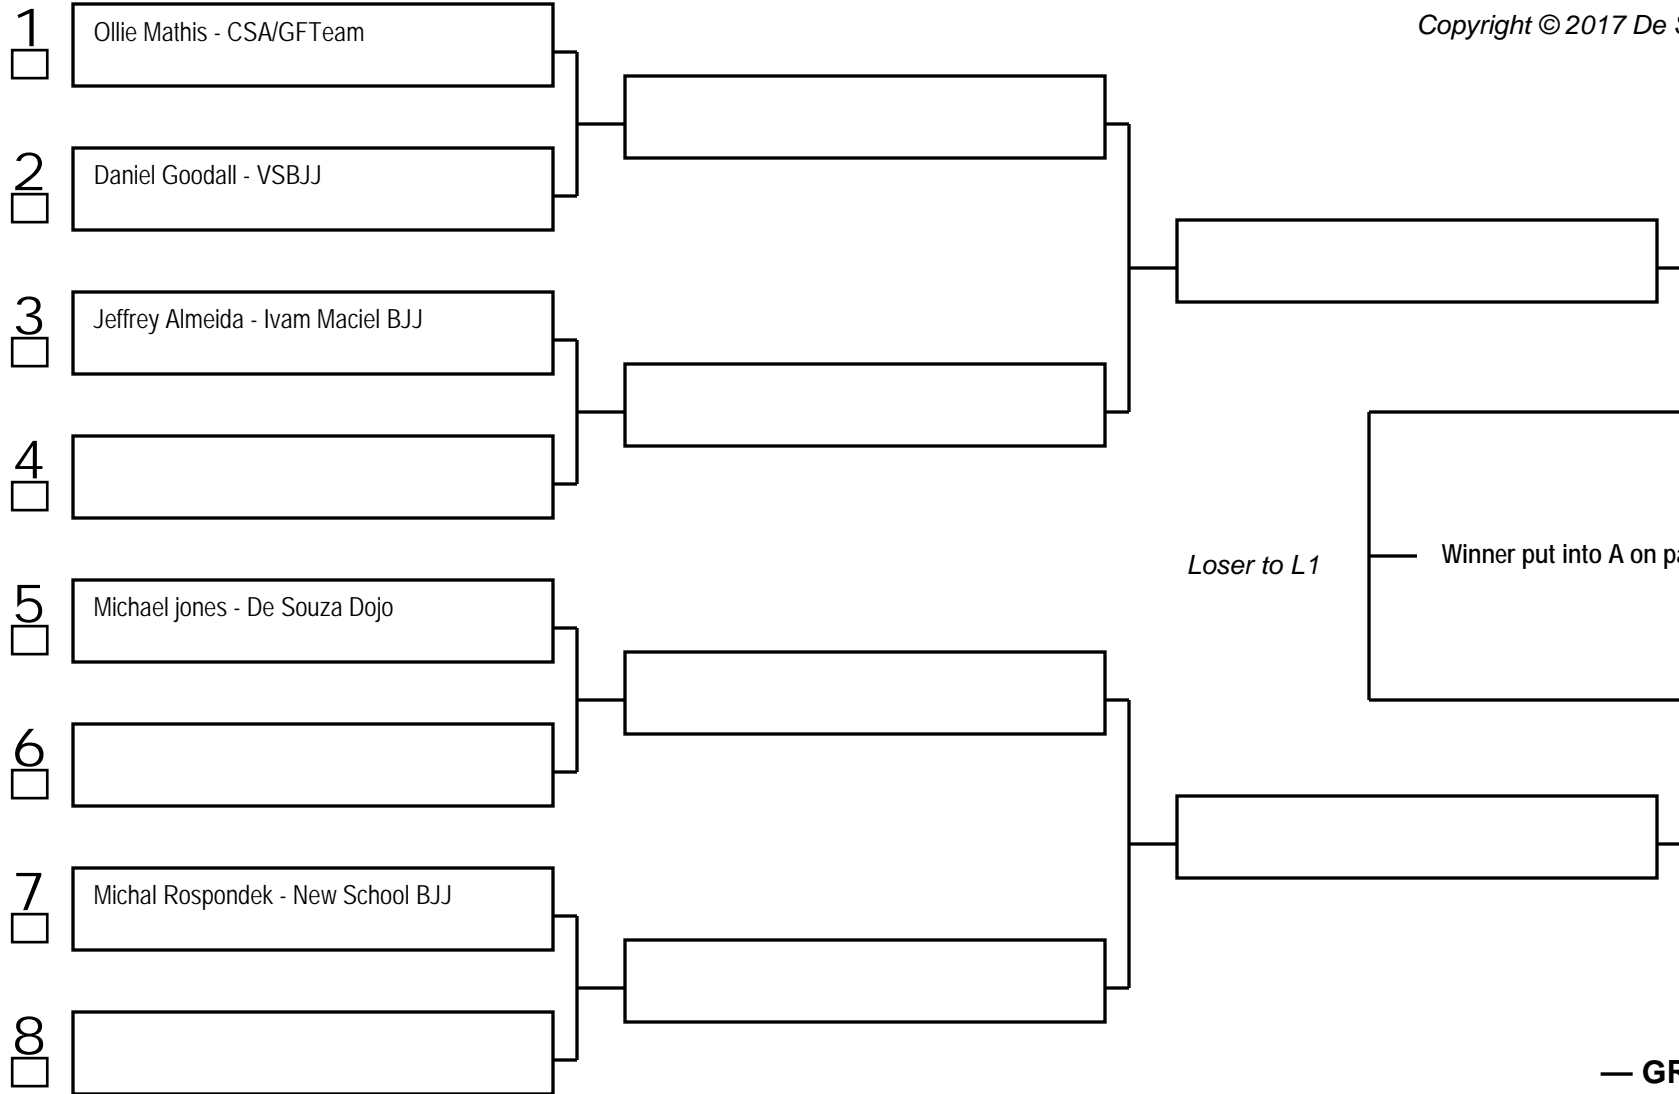 Copyright © 2017 De
1
Ollie Mathis - CSA/GFTeam
2
Daniel Goodall - VSBJJ
3
Jeffrey Almeida - Ivam Maciel BJJ
4
Loser to L1
Winner put into A on
5
Michael jones - De Souza Dojo
6
7
Michal Rospondek - New School BJJ
8
—